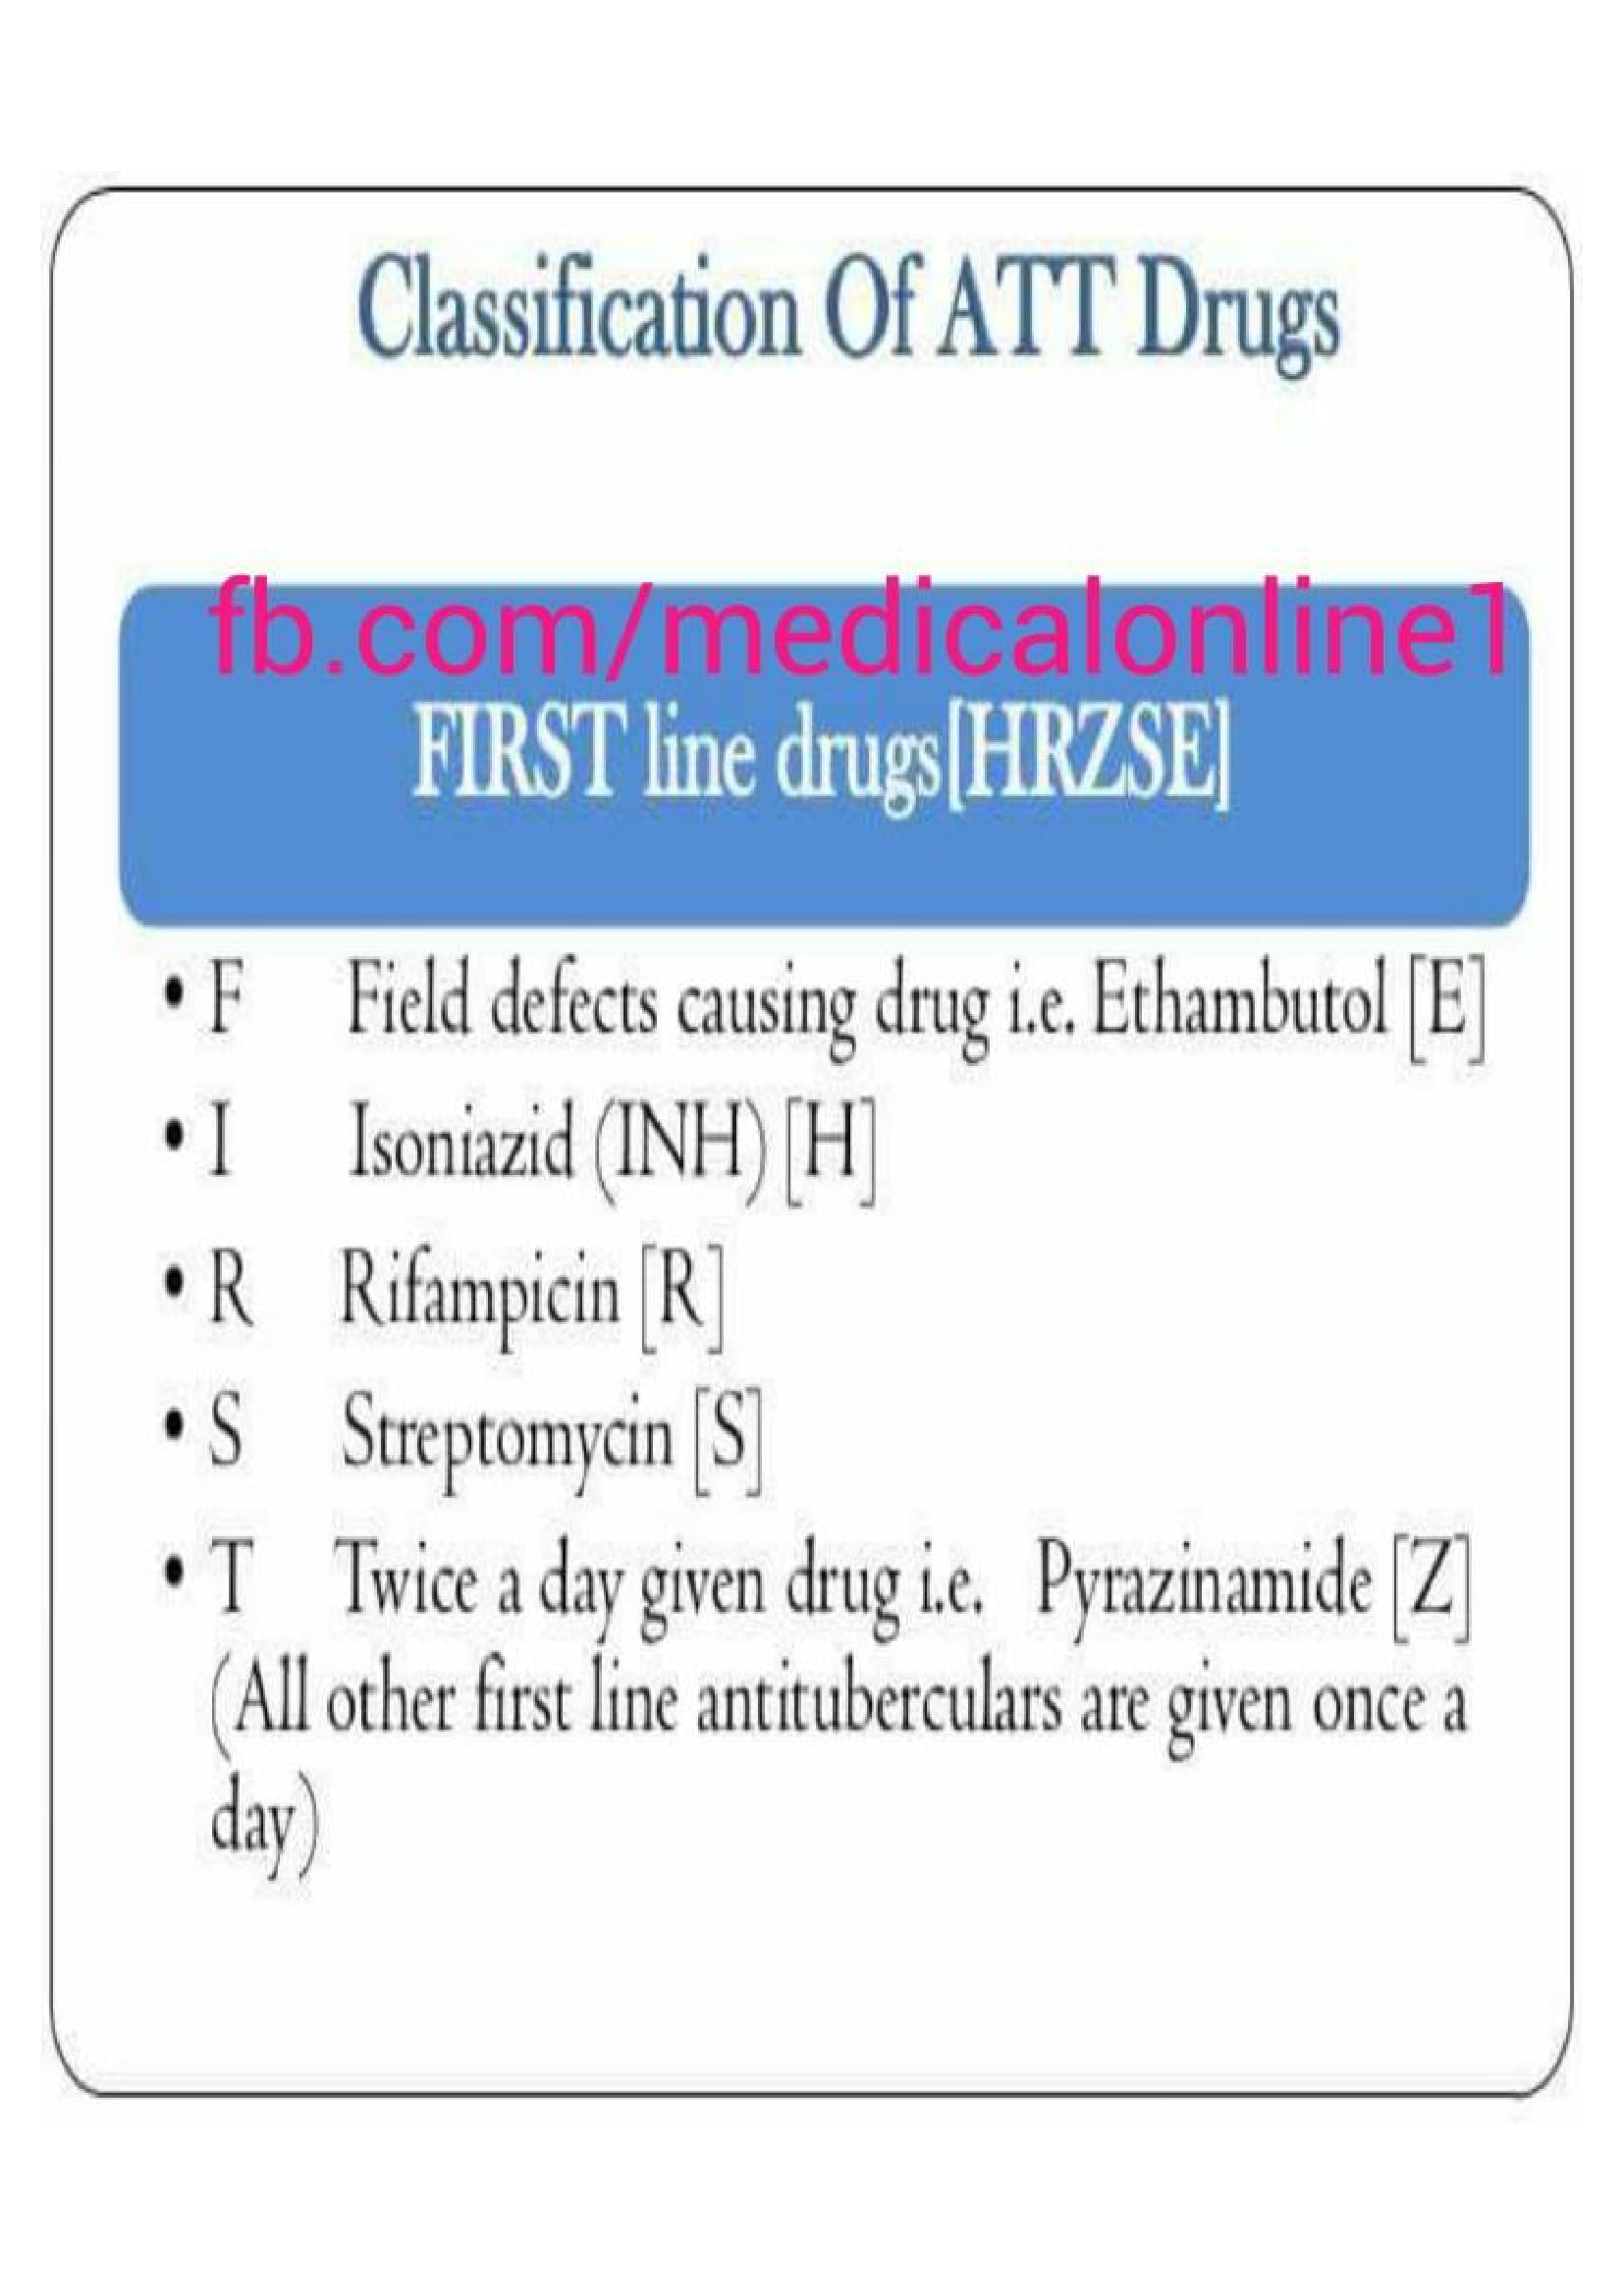 Classification Of ATT Drugs
fb.com/medicalonline1
FIRST line drugs[HRZSE]
• F Field defects causing drug i.e. Ethambutol [E]
• I Isoniazid (INH) [H]
• R Rifampicin [R]
• S Streptomycin [S]
• T Twice a day given drug i.e. Pyrazinamide [Z]
(All other first line antituberculars are given once a
day)